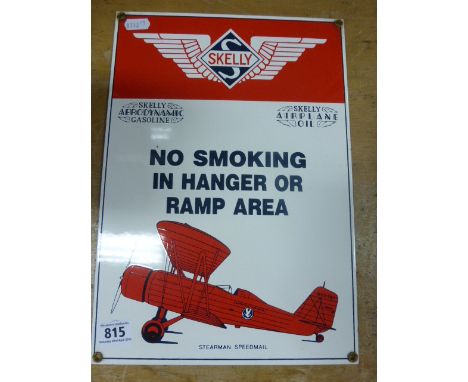 SKELLY
S
SKELLY
AERODYNAMIC
GASOLINE
SKELLY
AIRPLANE
OIL
NO SMOKING
IN HANGER OR
RAMP AREA
815
STEARMAN SPEEDMAIL